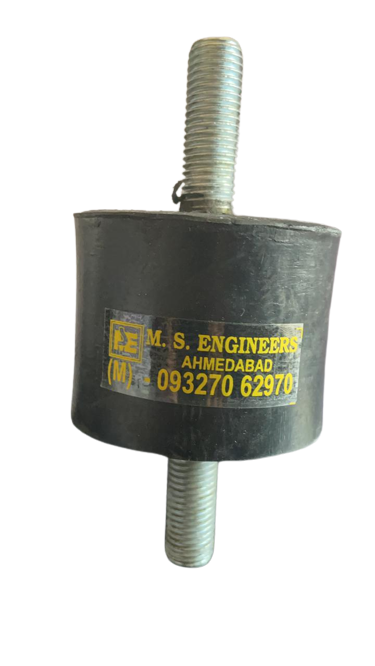 M. S. ENGINEERS
AHMEDABAD
(M) - 093270 62970